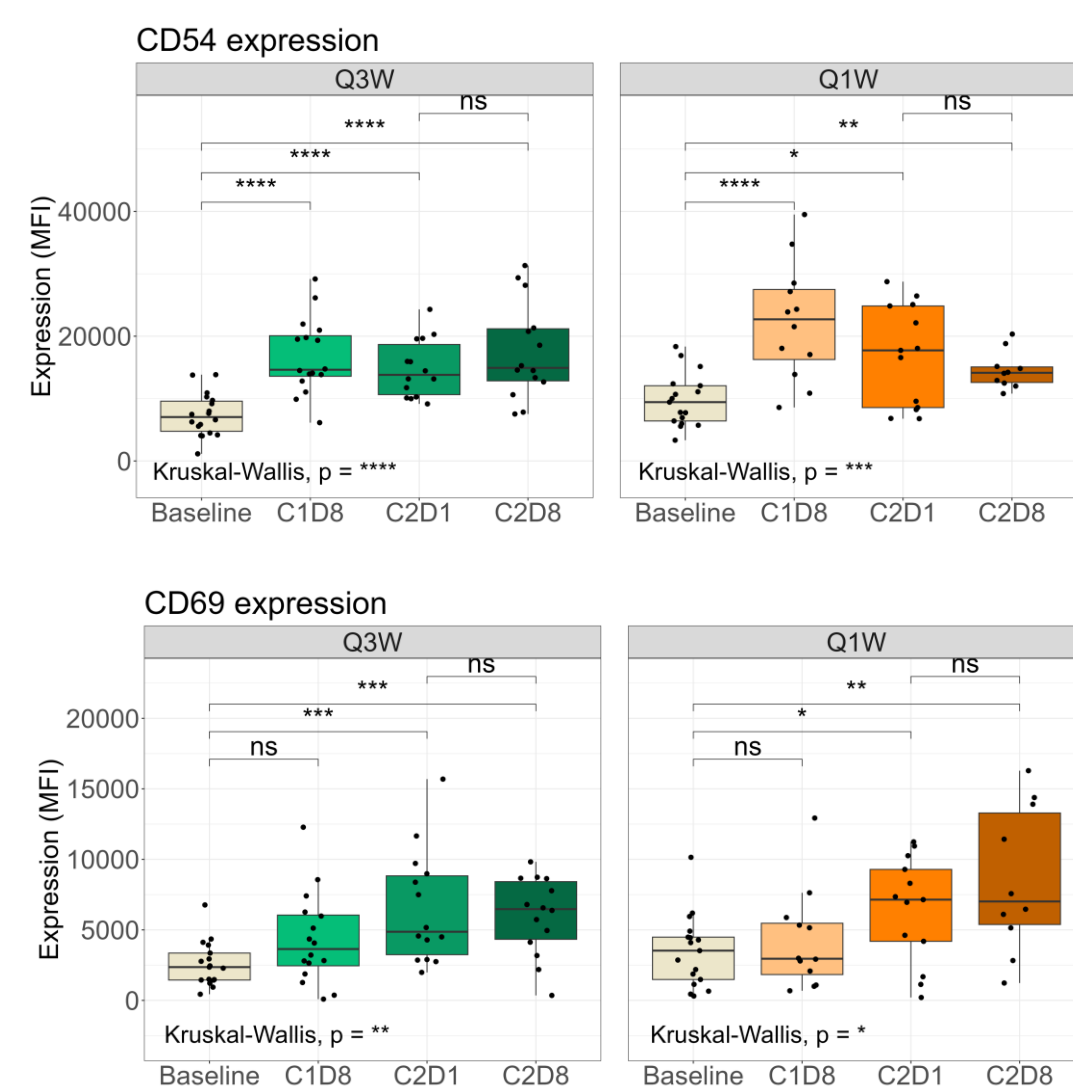 CD54 expression
Q3W
Q1W
ns
ns
****
**
****
*
****
****
Expression (MFI)
40000
20000
0
Kruskal-Wallis, p = ****
Kruskal-Wallis, p = ***
Baseline C1D8 C2D1 C2D8
Baseline C1D8 C2D1 C2D8
CD69 expression
Q3W
Q1W
ns
ns
***
**
***
*
ns
ns
Expression (MFI)
20000
15000
10000
5000
0
Kruskal-Wallis, p = **
Kruskal-Wallis, p = *
Baseline C1D8 C2D1 C2D8
Baseline C1D8 C2D1 C2D8